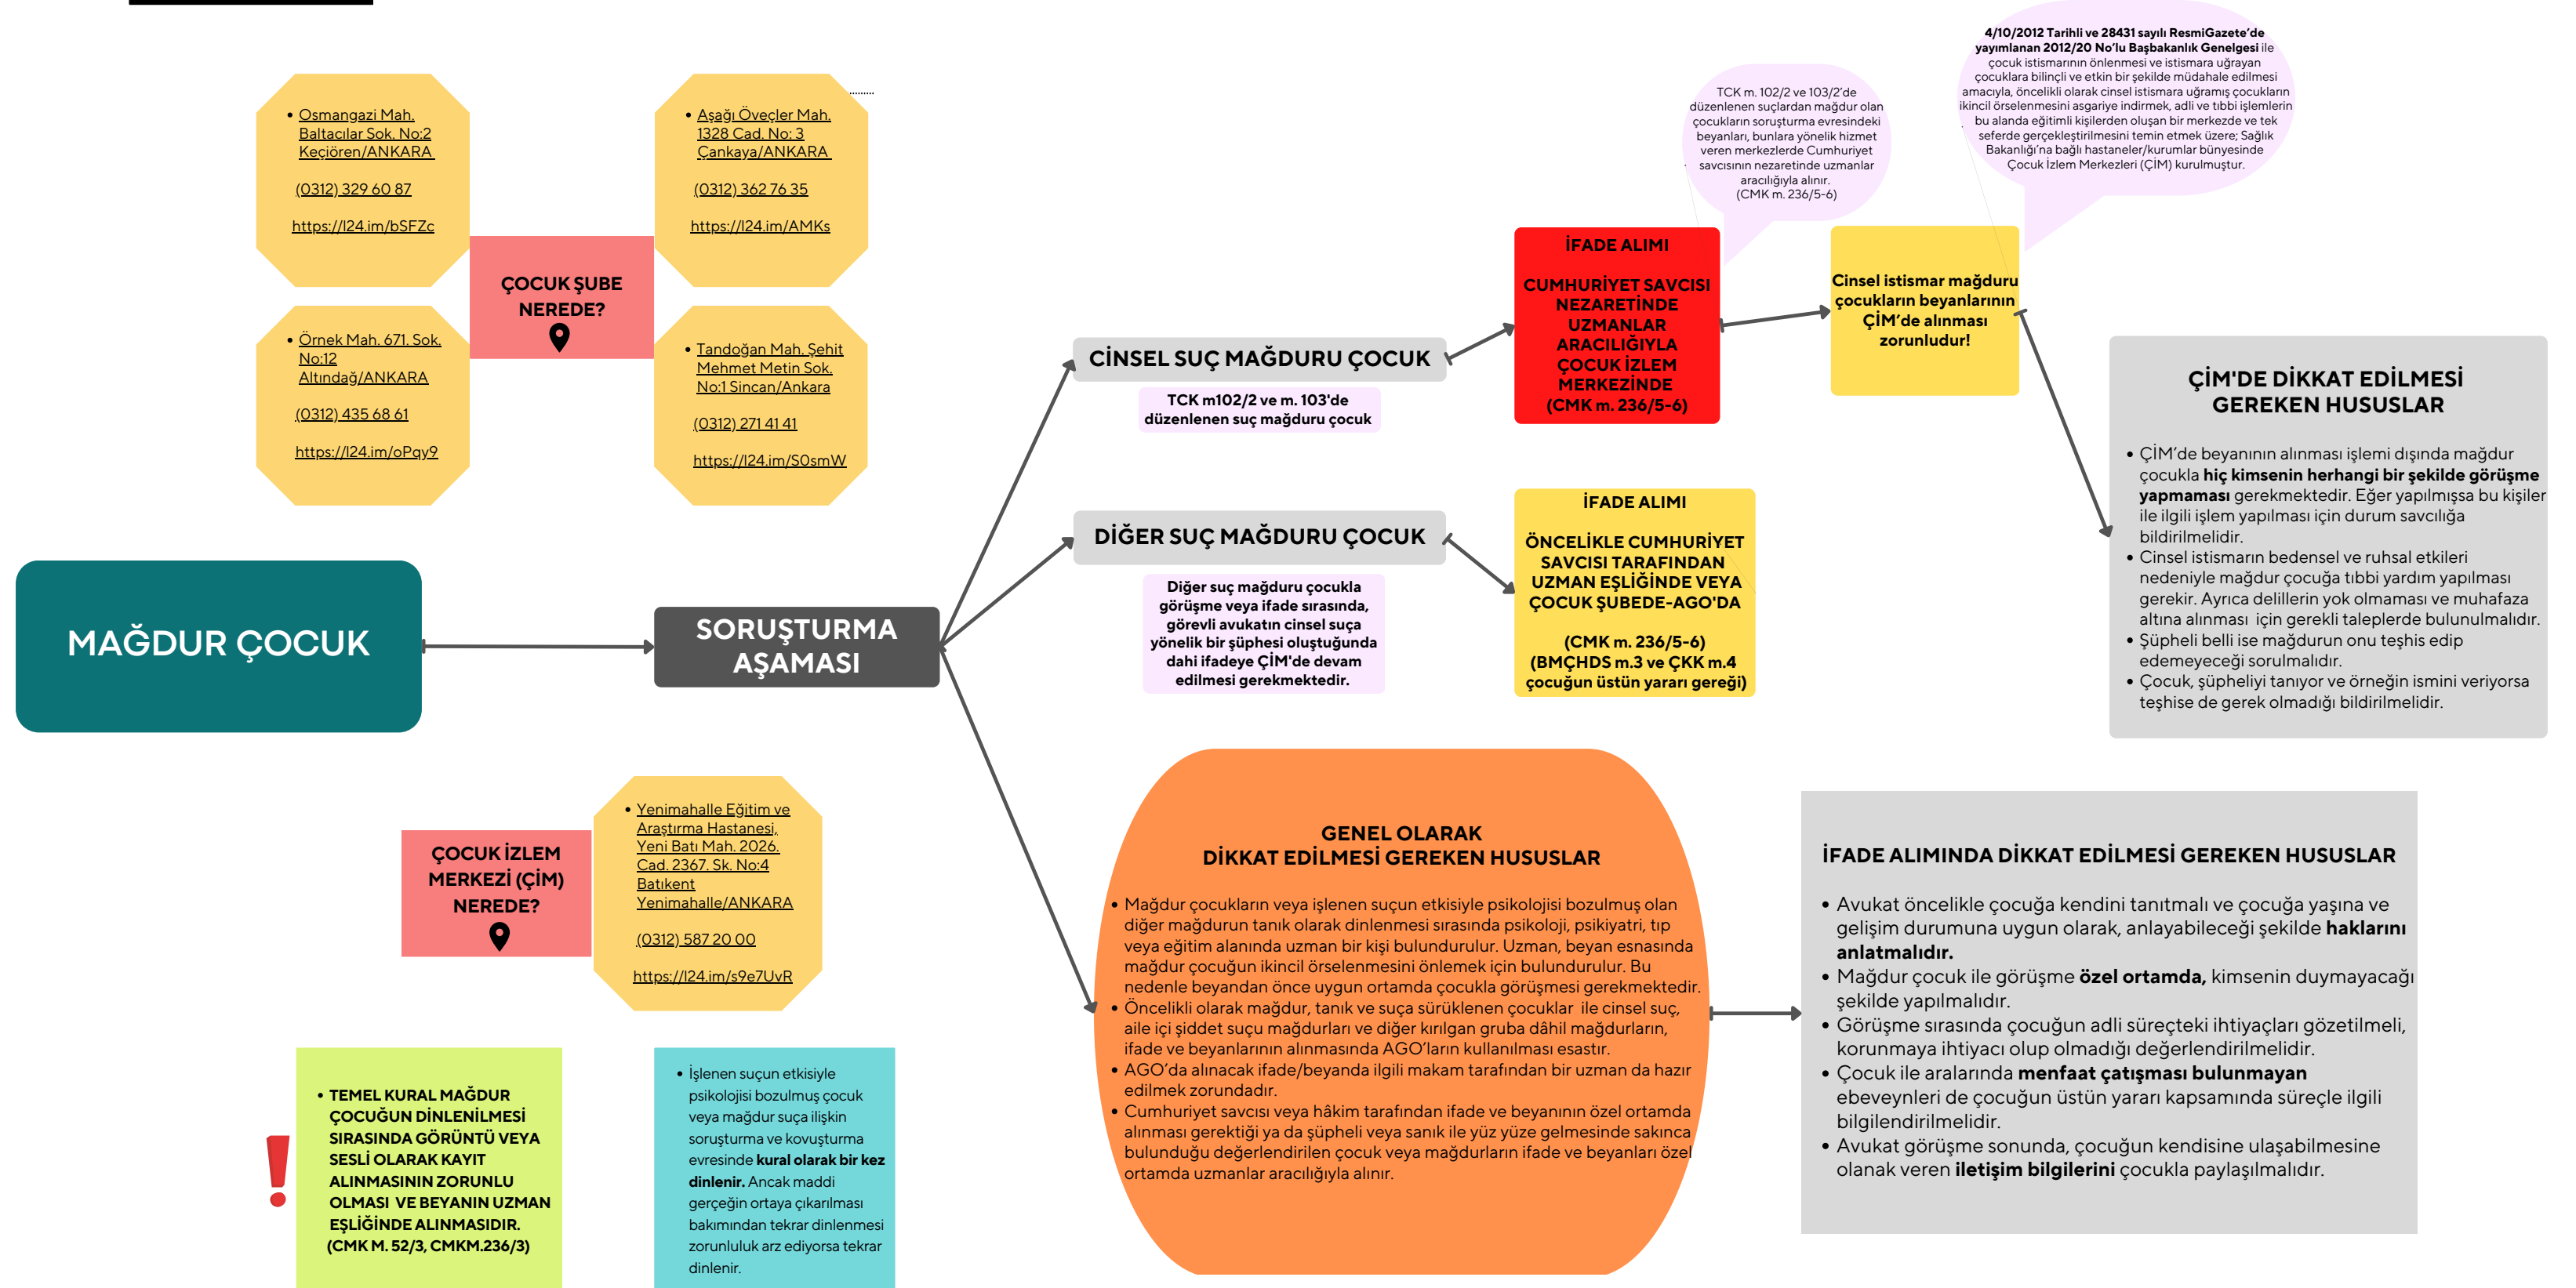 • Osmangazi Mah.
Baltacılar Sok. No:2
Keçiören/ANKARA
(0312) 329 60 87
https://l24.im/bSFZc
• Aşağı Öveçler Mah.
1328 Cad. No: 3
Çankaya/ANKARA
(0312) 362 76 35
https://l24.im/AMKs
ÇOCUK ŞUBE
NEREDE?
• Örnek Mah. 671. Sok.
No:12
Altındağ/ANKARA
(0312) 435 68 61
https://l24.im/oPqy9
• Tandoğan Mah. Şehit
Mehmet Metin Sok.
No:1 Sincan/Ankara
(0312) 271 41 41
https://l24.im/S0smW
MAĞDUR ÇOCUK
SORUŞTURMA
AŞAMASI
ÇOCUK İZLEM
MERKEZİ (ÇİM)
NEREDE?
• Yenimahalle Eğitim ve
Araştırma Hastanesi,
Yeni Batı Mah. 2026.
Cad. 2367. Sk. No:4
Batıkent
Yenimahalle/ANKARA
(0312) 587 20 00
https://l24.im/s9e7UvR
• TEMEL KURAL MAĞDUR
ÇOCUĞUN DİNLENİLMESİ
SIRASINDA GÖRÜNTÜ VEYA
SESLİ OLARAK KAYIT
ALINMASININ ZORUNLU
OLMASI VE BEYANIN UZMAN
EŞLİĞİNDE ALINMASIDIR.
(CMK M. 52/3, CMKM.236/3)
• İşlenen suçun etkisiyle
psikolojisi bozulmuş çocuk
veya mağdur suça ilişkin
soruşturma ve kovuşturma
evresinde kural olarak bir kez
dinlenir. Ancak maddi
gerçeğin ortaya çıkarılması
bakımından tekrar dinlenmesi
zorunluluk arz ediyorsa tekrar
dinlenir.
CİNSEL SUÇ MAĞDURU ÇOCUK
TCK m102/2 ve m. 103'de
düzenlenen suç mağduru çocuk
İFADE ALIMI
CUMHURİYET SAVCISI
NEZARETİNDE
UZMANLAR
ARACILIĞIYLA
ÇOCUK İZLEM
MERKEZİNDE
(CMK m. 236/5-6)
TCK m. 102/2 ve 103/2’de
düzenlenen suçlardan mağdur olan
çocukların soruşturma evresindeki
beyanları, bunlara yönelik hizmet
veren merkezlerde Cumhuriyet
savcısının nezaretinde uzmanlar
aracılığıyla alınır.
(CMK m. 236/5-6)
Cinsel istismar mağduru
çocukların beyanlarının
ÇİM’de alınması
zorunludur!
4/10/2012 Tarihli ve 28431 sayılı ResmiGazete’de
yayımlanan 2012/20 No’lu Başbakanlık Genelgesi ile
çocuk istismarının önlenmesi ve istismara uğrayan
çocuklara bilinçli ve etkin bir şekilde müdahale edilmesi
amacıyla, öncelikli olarak cinsel istismara uğramış çocukların
ikincil örselenmesini asgariye indirmek, adli ve tıbbi işlemlerin
bu alanda eğitimli kişilerden oluşan bir merkezde ve tek
seferde gerçekleştirilmesini temin etmek üzere; Sağlık
Bakanlığı’na bağlı hastaneler/kurumlar bünyesinde
Çocuk İzlem Merkezleri (ÇİM) kurulmuştur.
ÇİM'DE DİKKAT EDİLMESİ
GEREKEN HUSUSLAR
• ÇİM’de beyanının alınması işlemi dışında mağdur
çocukla hiç kimsenin herhangi bir şekilde görüşme
yapmaması gerekmektedir. Eğer yapılmışsa bu kişiler
ile ilgili işlem yapılması için durum savcılığa
bildirilmelidir.
• Cinsel istismarın bedensel ve ruhsal etkileri
nedeniyle mağdur çocuğa tıbbi yardım yapılması
gerekir. Ayrıca delillerin yok olmaması ve muhafaza
altına alınması için gerekli taleplerde bulunulmalıdır.
• Şüpheli belli ise mağdurun onu teşhis edip
edemeyeceği sorulmalıdır.
• Çocuk, şüpheliyi tanıyor ve örneğin ismini veriyorsa
teşhise de gerek olmadığı bildirilmelidir.
DİĞER SUÇ MAĞDURU ÇOCUK
Diğer suç mağduru çocukla
görüşme veya ifade sırasında,
görevli avukatın cinsel suça
yönelik bir şüphesi oluştuğunda
dahi ifadeye ÇİM'de devam
edilmesi gerekmektedir.
İFADE ALIMI
ÖNCELİKLE CUMHURİYET
SAVCISI TARAFINDAN
UZMAN EŞLİĞİNDE VEYA
ÇOCUK ŞUBEDE-AGO'DA
(CMK m. 236/5-6)
(BMÇHDS m.3 ve ÇKK m.4
çocuğun üstün yararı gereği)
GENEL OLARAK
DİKKAT EDİLMESİ GEREKEN HUSUSLAR
• Mağdur çocukların veya işlenen suçun etkisiyle psikolojisi bozulmuş olan
diğer mağdurun tanık olarak dinlenmesi sırasında psikoloji, psikiyatri, tıp
veya eğitim alanında uzman bir kişi bulundurulur. Uzman, beyan esnasında
mağdur çocuğun ikincil örselenmesini önlemek için bulundurulur. Bu
nedenle beyandan önce uygun ortamda çocukla görüşmesi gerekmektedir.
• Öncelikli olarak mağdur, tanık ve suça sürüklenen çocuklar ile cinsel suç,
aile içi şiddet suçu mağdurları ve diğer kırılgan gruba dâhil mağdurların,
ifade ve beyanlarının alınmasında AGO’ların kullanılması esastır.
• AGO’da alınacak ifade/beyanda ilgili makam tarafından bir uzman da hazır
edilmek zorundadır.
• Cumhuriyet savcısı veya hâkim tarafından ifade ve beyanının özel ortamda
alınması gerektiği ya da şüpheli veya sanık ile yüz yüze gelmesinde sakınca
bulunduğu değerlendirilen çocuk veya mağdurların ifade ve beyanları özel
ortamda uzmanlar aracılığıyla alınır.
İFADE ALIMINDA DİKKAT EDİLMESİ GEREKEN HUSUSLAR
• Avukat öncelikle çocuğa kendini tanıtmalı ve çocuğa yaşına ve
gelişim durumuna uygun olarak, anlayabileceği şekilde haklarını
anlatmalıdır.
• Mağdur çocuk ile görüşme özel ortamda, kimsenin duymayacağı
şekilde yapılmalıdır.
• Görüşme sırasında çocuğun adli süreçteki ihtiyaçları gözetilmeli,
korunmaya ihtiyacı olup olmadığı değerlendirilmelidir.
• Çocuk ile aralarında menfaat çatışması bulunmayan
ebeveynleri de çocuğun üstün yararı kapsamında süreçle ilgili
bilgilendirilmelidir.
• Avukat görüşme sonunda, çocuğun kendisine ulaşabilmesine
olanak veren iletişim bilgilerini çocukla paylaşılmalıdır.